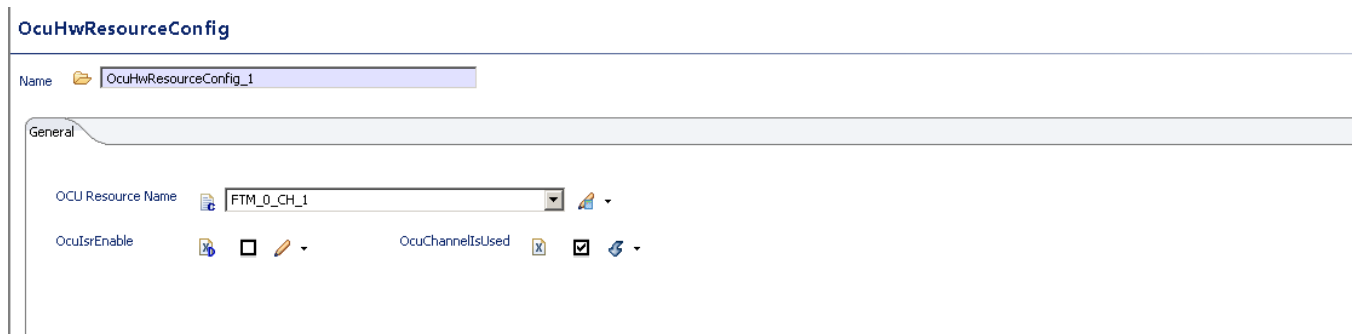 OcuHwResourceConfig
Name OcuHwResourceConfig_1
General
OCU Resource Name FTM_0_CH_1
OcuIsrEnable OcuChannelIsUsed